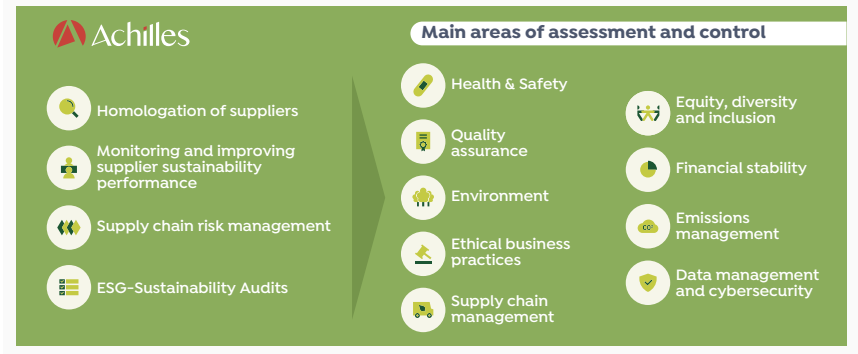 Achilles
Homologation of suppliers
Monitoring and improving
supplier sustainability
performance
Supply chain risk management
ESG-Sustainability Audits
Main areas of assessment and control
Health & Safety
Quality
assurance
Environment
Ethical business
practices
Supply chain
management
Equity, diversity
and inclusion
Financial stability
CO²
Emissions
management
Data management
and cybersecurity